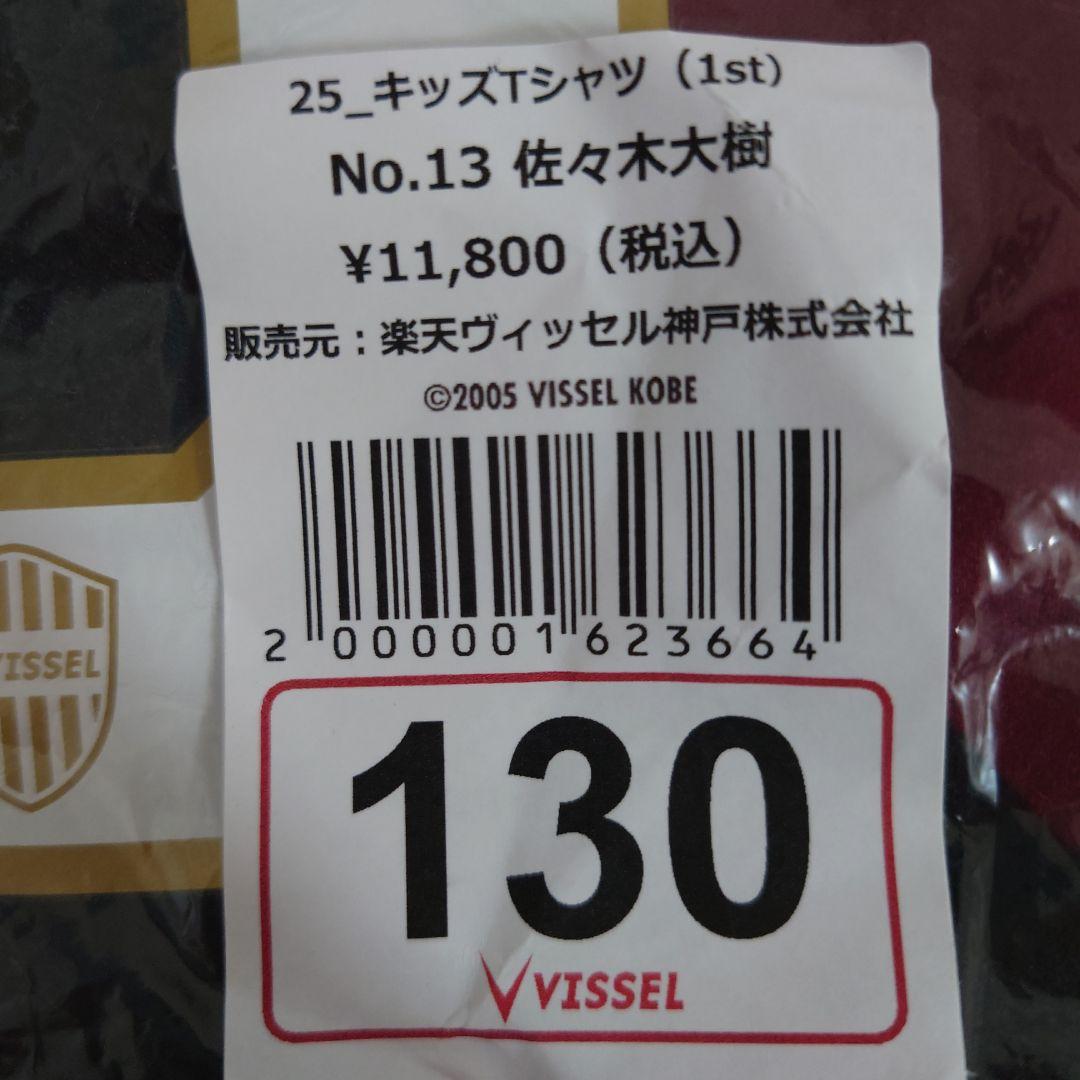 25_キッズTシャツ（1st）
No.13 佐々木大樹
¥11,800（税込）
販売元：楽天ヴィッセル神戸株式会社
©2005 VISSEL KOBE
2 000001 623664
130
VISSEL
VISSEL